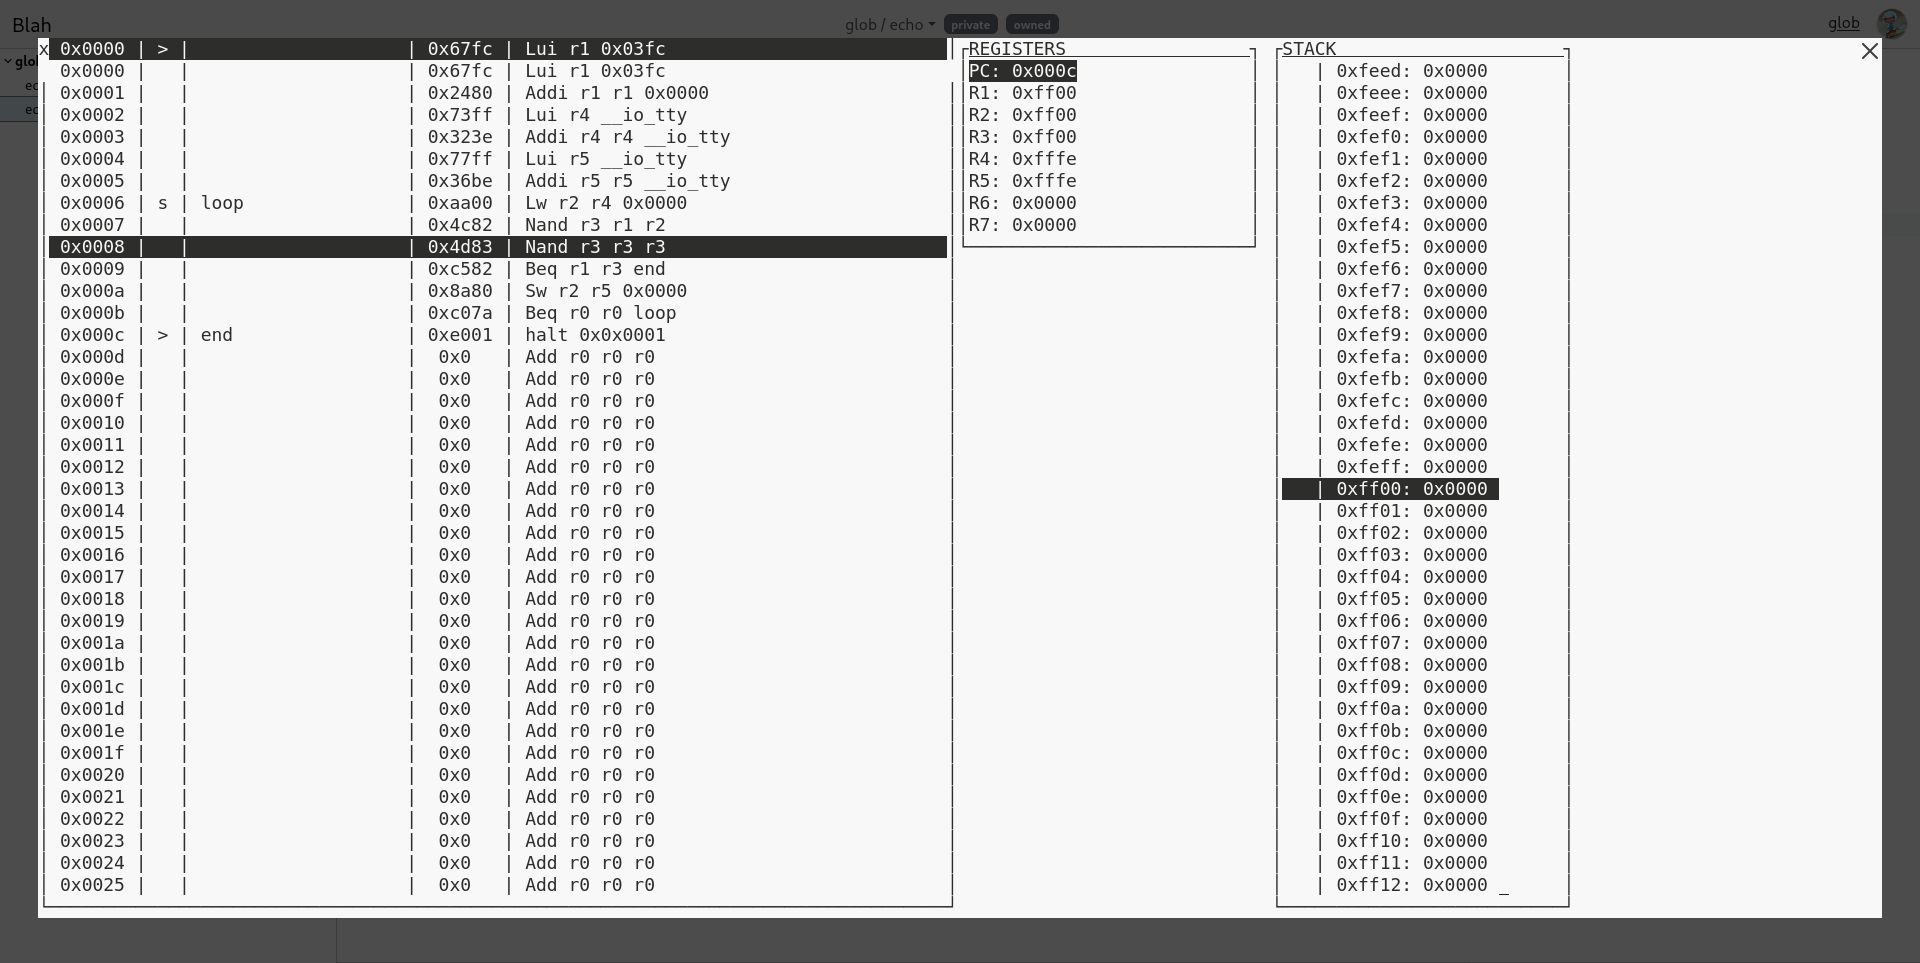 Blah glob / echo private owned glob
x 0x0000 | > | | 0x67fc | Lui r1 0x03fc REGISTERS STACK
glo 0x0000 | | | 0x67fc | Lui r1 0x03fc PC: 0x000c | 0xfeed: 0x0000
ec 0x0001 | | | 0x2480 | Addi r1 r1 0x0000 R1: 0xff00 | 0xfeee: 0x0000
ec 0x0002 | | | 0x73ff | Lui r4 __io_tty R2: 0xff00 | 0xfeef: 0x0000
0x0003 | | | 0x323e | Addi r4 r4 __io_tty R3: 0xff00 | 0xfef0: 0x0000
0x0004 | | | 0x77ff | Lui r5 __io_tty R4: 0xfffe | 0xfef1: 0x0000
0x0005 | | | 0x36be | Addi r5 r5 __io_tty R5: 0xfffe | 0xfef2: 0x0000
0x0006 | s | loop | 0xaa00 | Lw r2 r4 0x0000 R6: 0x0000 | 0xfef3: 0x0000
0x0007 | | | 0x4c82 | Nand r3 r1 r2 R7: 0x0000 | 0xfef4: 0x0000
0x0008 | | | 0x4d83 | Nand r3 r3 r3 | 0xfef5: 0x0000
0x0009 | | | 0xc582 | Beq r1 r3 end | 0xfef6: 0x0000
0x000a | | | 0x8a80 | Sw r2 r5 0x0000 | 0xfef7: 0x0000
0x000b | | | 0xc07a | Beq r0 r0 loop | 0xfef8: 0x0000
0x000c | > | end | 0xe001 | halt 0x0x0001 | 0xfef9: 0x0000
0x000d | | | 0x0 | Add r0 r0 r0 | 0xfefa: 0x0000
0x000e | | | 0x0 | Add r0 r0 r0 | 0xfefb: 0x0000
0x000f | | | 0x0 | Add r0 r0 r0 | 0xfefc: 0x0000
0x0010 | | | 0x0 | Add r0 r0 r0 | 0xfefd: 0x0000
0x0011 | | | 0x0 | Add r0 r0 r0 | 0xfefe: 0x0000
0x0012 | | | 0x0 | Add r0 r0 r0 | 0xfeff: 0x0000
0x0013 | | | 0x0 | Add r0 r0 r0 | 0xff00: 0x0000
0x0014 | | | 0x0 | Add r0 r0 r0 | 0xff01: 0x0000
0x0015 | | | 0x0 | Add r0 r0 r0 | 0xff02: 0x0000
0x0016 | | | 0x0 | Add r0 r0 r0 | 0xff03: 0x0000
0x0017 | | | 0x0 | Add r0 r0 r0 | 0xff04: 0x0000
0x0018 | | | 0x0 | Add r0 r0 r0 | 0xff05: 0x0000
0x0019 | | | 0x0 | Add r0 r0 r0 | 0xff06: 0x0000
0x001a | | | 0x0 | Add r0 r0 r0 | 0xff07: 0x0000
0x001b | | | 0x0 | Add r0 r0 r0 | 0xff08: 0x0000
0x001c | | | 0x0 | Add r0 r0 r0 | 0xff09: 0x0000
0x001d | | | 0x0 | Add r0 r0 r0 | 0xff0a: 0x0000
0x001e | | | 0x0 | Add r0 r0 r0 | 0xff0b: 0x0000
0x001f | | | 0x0 | Add r0 r0 r0 | 0xff0c: 0x0000
0x0020 | | | 0x0 | Add r0 r0 r0 | 0xff0d: 0x0000
0x0021 | | | 0x0 | Add r0 r0 r0 | 0xff0e: 0x0000
0x0022 | | | 0x0 | Add r0 r0 r0 | 0xff0f: 0x0000
0x0023 | | | 0x0 | Add r0 r0 r0 | 0xff10: 0x0000
0x0024 | | | 0x0 | Add r0 r0 r0 | 0xff11: 0x0000
0x0025 | | | 0x0 | Add r0 r0 r0 | 0xff12: 0x0000 _